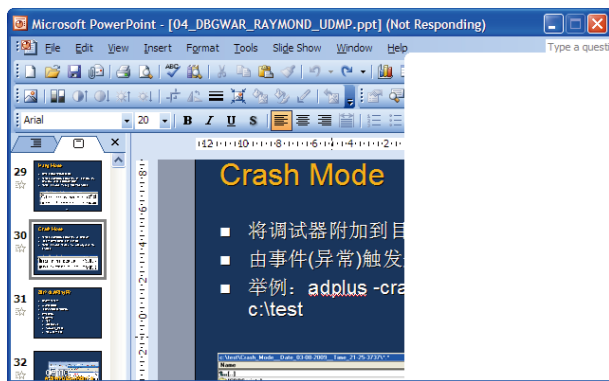 Microsoft PowerPoint - [04_DBGWAR_RAYMOND_UDMP.ppt] (Not Responding)
File Edit View Insert Format Tools Slide Show Window Help
Type a questi
Arial 20 B I U S
29
30
31
32
Crash Mode
将调试器附加到目
由事件(异常)触发
举例: adplus -cra
c:\test
Name